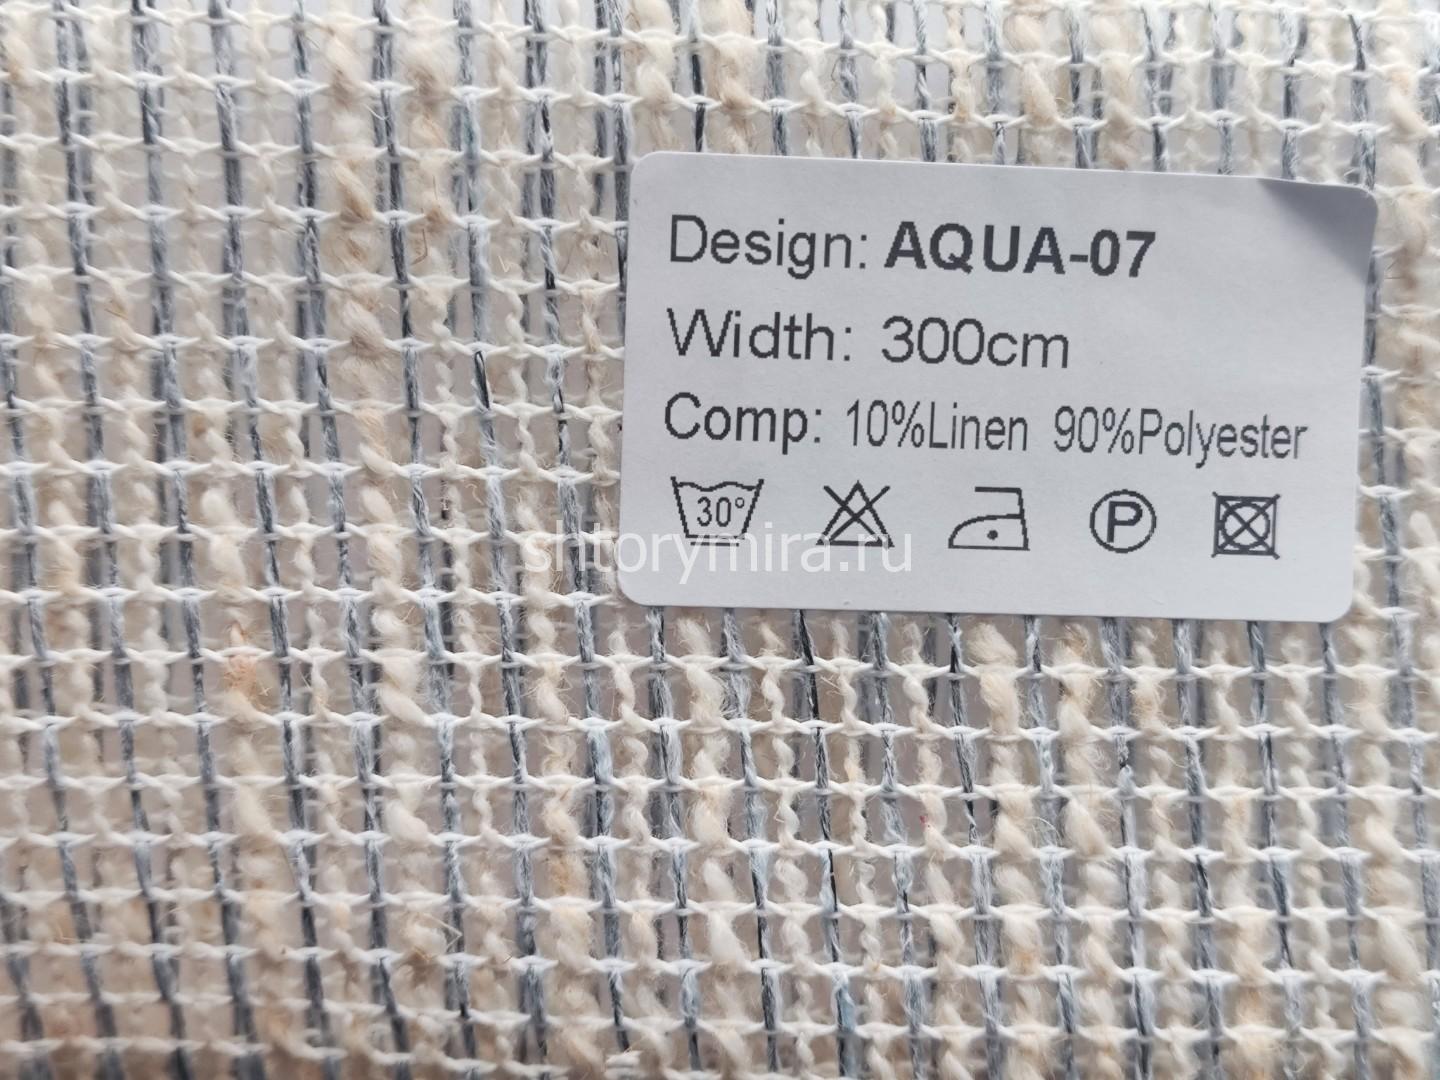 Design: AQUA-07
Width: 300cm
Comp: 10%Linen 90%Polyester
30° P
shtorymira.ru